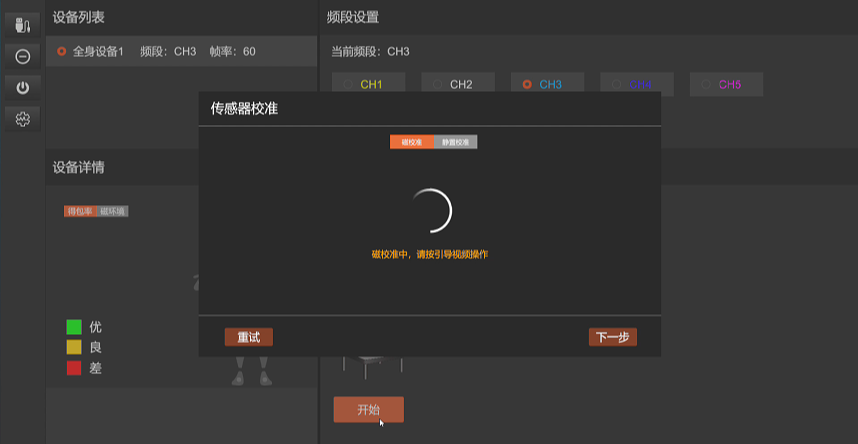 设备列表
频段设置
全身设备1 频段：CH3 帧率：60
当前频段：CH3
CH1 CH2 CH3 CH4 CH5
传感器校准
磁校准 静置校准
设备详情
得包率 磁环境
磁校准中，请按引导视频操作
优
良
差
重试
下一步
开始